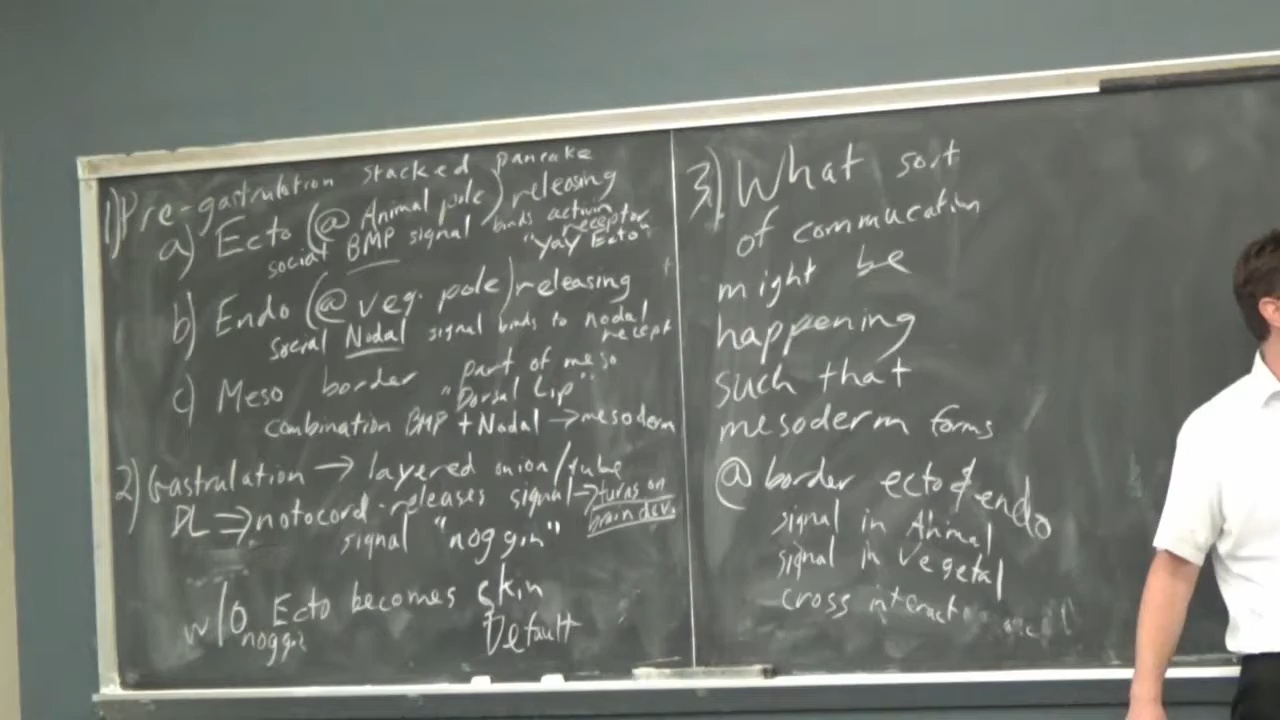 1) Pre-gastrulation stacked pancake
a) Ecto (@ Animal pole) releasing
social BMP signal binds activin receptor
"yay Ecto"
b) Endo (@ veg. pole) releasing
social Nodal signal binds to nodal
recept
c) Meso border "Dorsal Lip" part of meso
combination BMP + Nodal → mesoderm
2) Gastrulation → layered onion/tube
DL ⇒ notocord releases signal → turns on
brain dev.
signal "noggin"
w/o noggin Ecto becomes skin
Default
3) What sort
of commucation
might be
happening
such that
mesoderm forms
@ border ecto & endo
signal in Animal
signal in Vegetal
cross interact